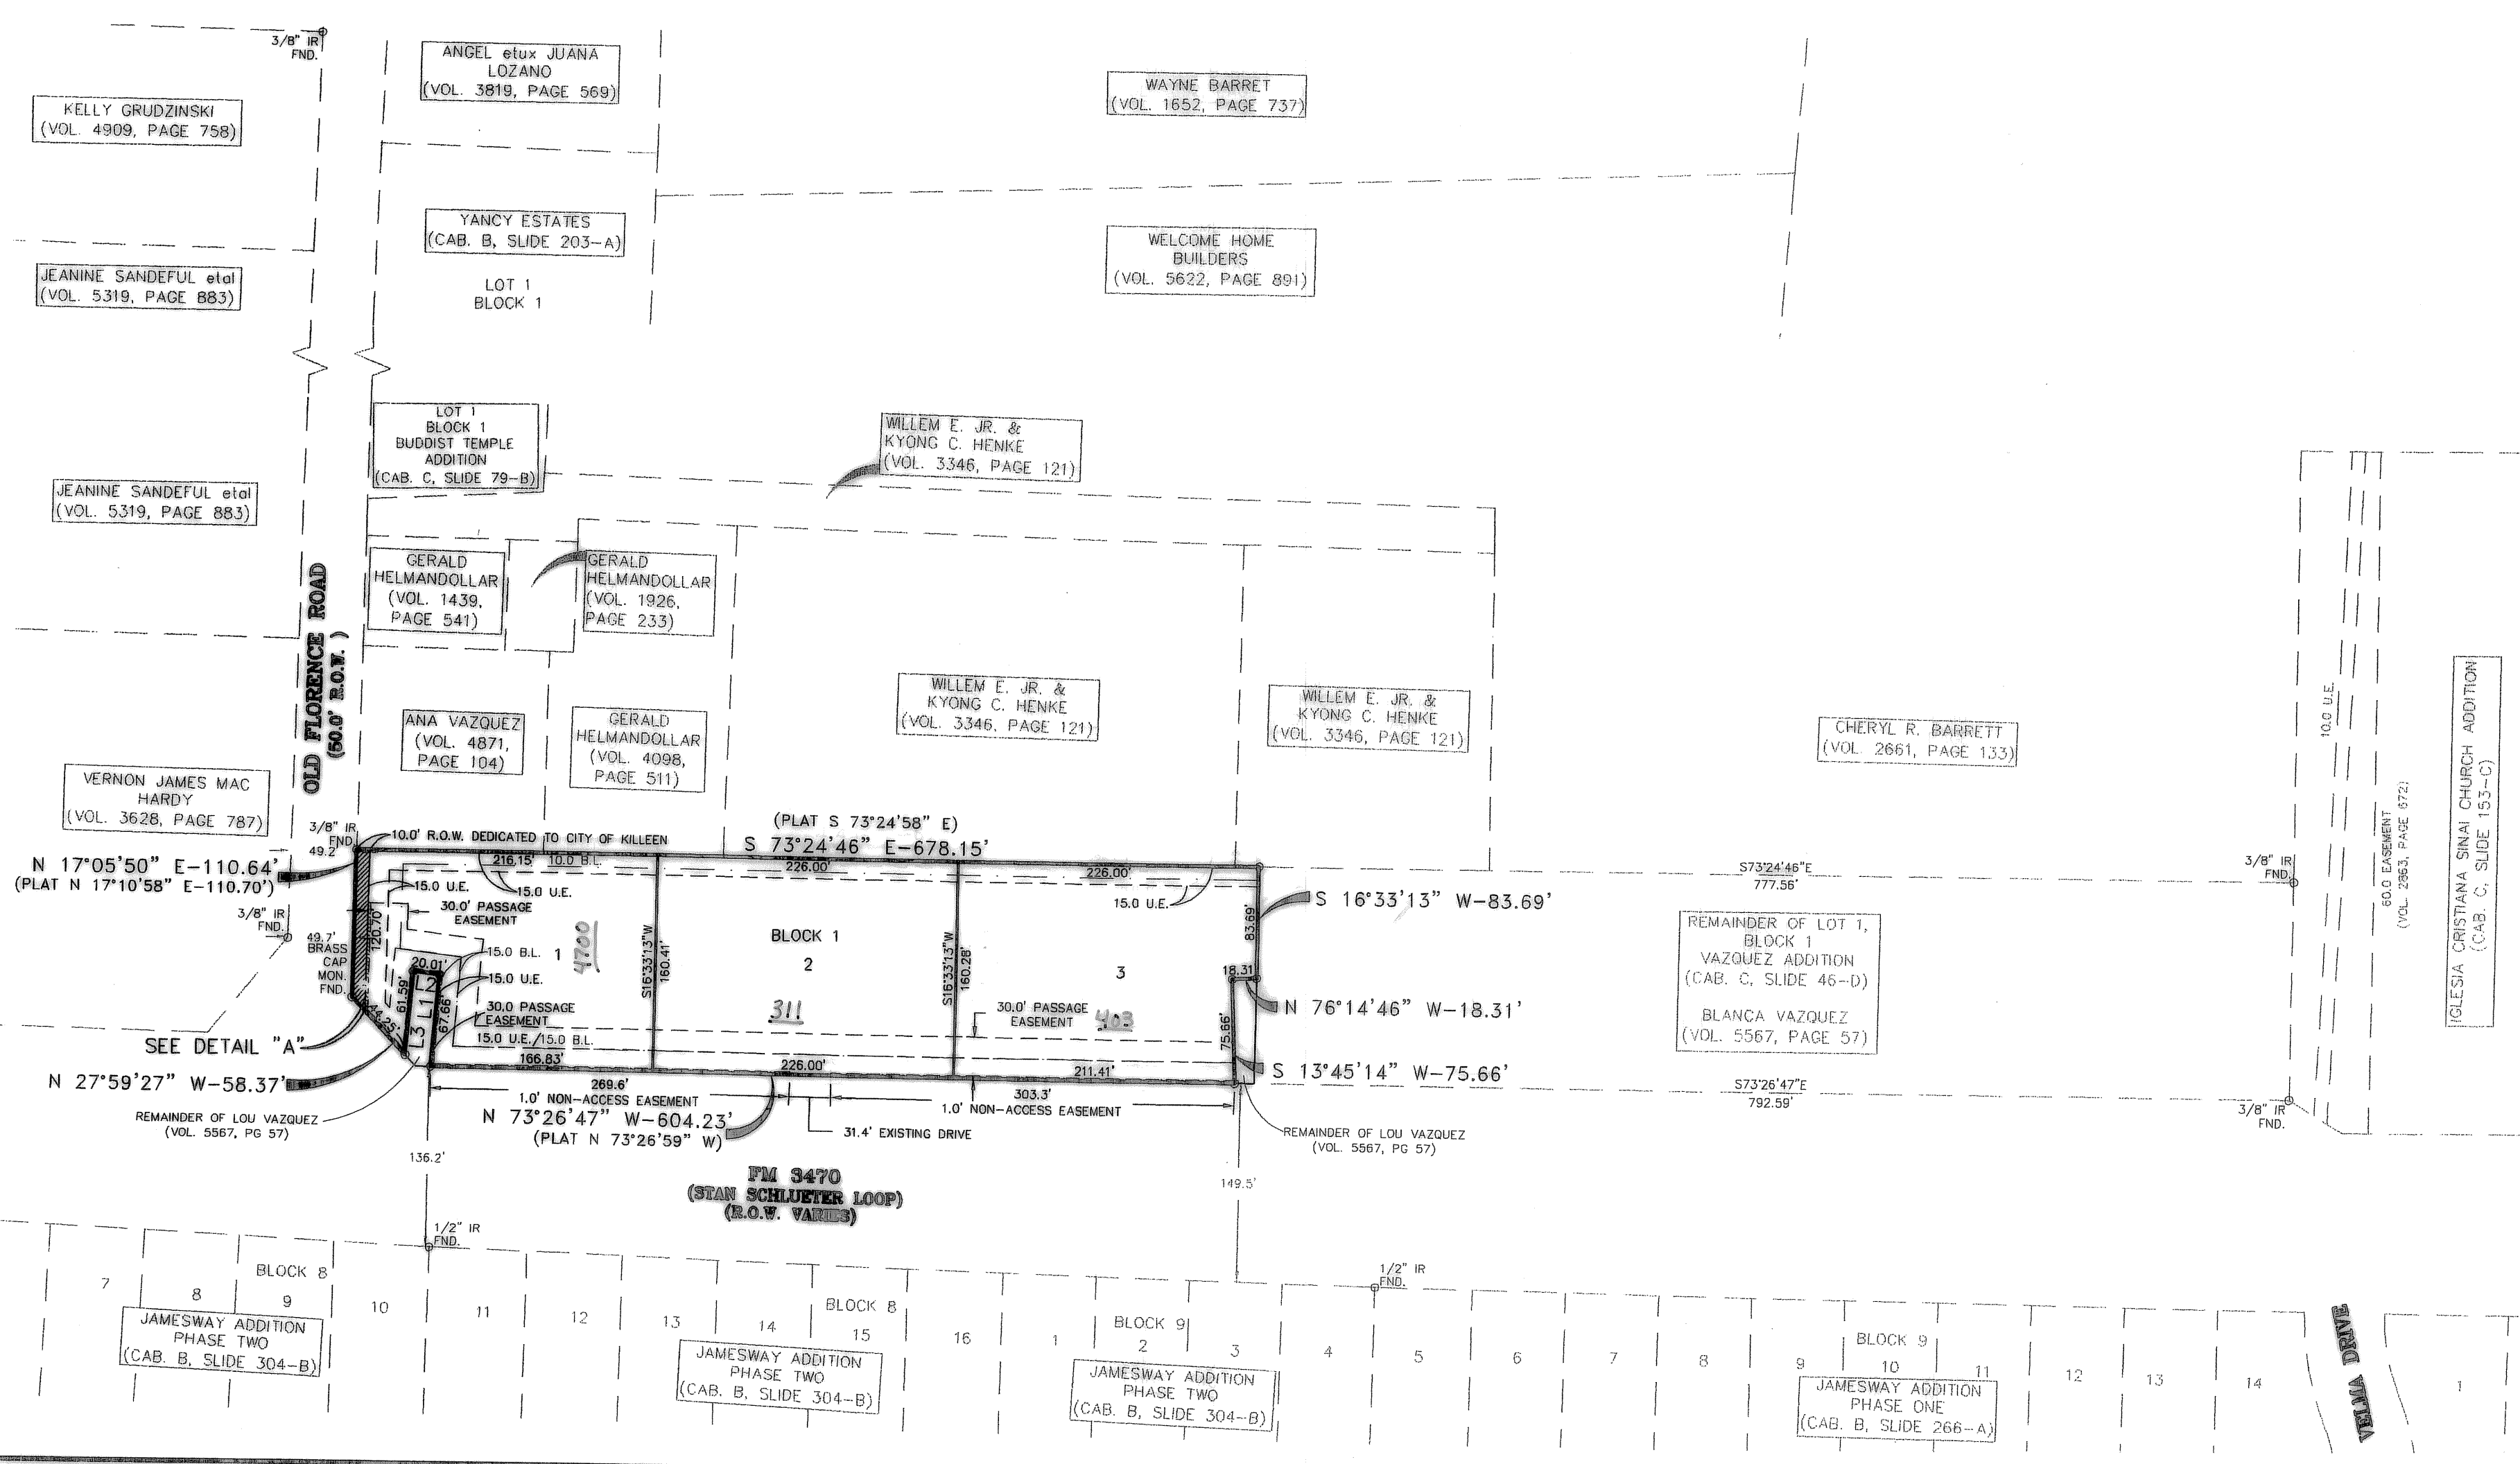 3/8" IR
FND.
ANGEL etux JUANA
LOZANO
(VOL. 3819, PAGE 569)
WAYNE BARRET
(VOL. 1652, PAGE 737)
KELLY GRUDZINSKI
(VOL. 4909, PAGE 758)
YANCY ESTATES
(CAB. B, SLIDE 203-A)
LOT 1
BLOCK 1
WELCOME HOME
BUILDERS
(VOL. 5622, PAGE 891)
JEANINE SANDEFUL etal
(VOL. 5319, PAGE 883)
LOT 1
BLOCK 1
BUDDIST TEMPLE
ADDITION
(CAB. C, SLIDE 79-B)
WILLEM E. JR. &
KYONG C. HENKE
(VOL. 3346, PAGE 121)
JEANINE SANDEFUL etal
(VOL. 5319, PAGE 883)
OLD FLORENCE ROAD
(50.0' R.O.W. )
GERALD
HELMANDOLLAR
(VOL. 1439,
PAGE 541)
GERALD
HELMANDOLLAR
(VOL. 1926,
PAGE 233)
ANA VAZQUEZ
(VOL. 4871,
PAGE 104)
GERALD
HELMANDOLLAR
(VOL. 4098,
PAGE 511)
WILLEM E. JR. &
KYONG C. HENKE
(VOL. 3346, PAGE 121)
WILLEM E. JR. &
KYONG C. HENKE
(VOL. 3346, PAGE 121)
CHERYL R. BARRETT
(VOL. 2661, PAGE 133)
10.0 U.E.
60.0 EASEMENT
(VOL. 2863, PAGE 672)
IGLESIA CRISTIANA SINAI CHURCH ADDITION
(CAB. C, SLIDE 153-C)
VERNON JAMES MAC
HARDY
(VOL. 3628, PAGE 787)
3/8" IR
FND.
49.2'
10.0' R.O.W. DEDICATED TO CITY OF KILLEEN
(PLAT S 73°24'58" E)
S 73°24'46" E-678.15'
N 17°05'50" E-110.64'
(PLAT N 17°10'58" E-110.70')
216.15'
10.0 B.L.
226.00'
226.00'
15.0 U.E.
15.0 U.E.
15.0 U.E.
30.0' PASSAGE
EASEMENT
S73°24'46"E
777.56'
3/8" IR
FND.
S 16°33'13" W-83.69'
83.69'
3/8" IR
FND.
49.7'
BRASS
CAP
MON.
FND.
120.70'
15.0 B.L.
1
4700
15.0 U.E.
30.0 PASSAGE
EASEMENT
15.0 U.E./15.0 B.L.
20.01'
L2
61.59'
L1
67.66'
L3
44.25'
S16°33'13"W
160.41'
BLOCK 1
2
311
S16°33'13"W
160.28'
3
30.0' PASSAGE
EASEMENT
403
18.31'
75.66'
N 76°14'46" W-18.31'
S 13°45'14" W-75.66'
REMAINDER OF LOT 1,
BLOCK 1
VAZQUEZ ADDITION
(CAB. C, SLIDE 46-D)
BLANCA VAZQUEZ
(VOL. 5567, PAGE 57)
SEE DETAIL "A"
N 27°59'27" W-58.37'
166.83'
226.00'
211.41'
269.6'
1.0' NON-ACCESS EASEMENT
303.3'
1.0' NON-ACCESS EASEMENT
N 73°26'47" W-604.23'
(PLAT N 73°26'59" W)
31.4' EXISTING DRIVE
REMAINDER OF LOU VAZQUEZ
(VOL. 5567, PG 57)
REMAINDER OF LOU VAZQUEZ
(VOL. 5567, PG 57)
S73°26'47"E
792.59'
3/8" IR
FND.
136.2'
149.5'
FM 3470
(STAN SCHLUETER LOOP)
(R.O.W. VARIES)
1/2" IR
FND.
1/2" IR
FND.
7
8
BLOCK 8
9
10
11
12
13
14
BLOCK 8
15
16
1
BLOCK 9
2
3
4
5
6
7
8
9
BLOCK 9
10
11
12
13
14
1
JAMESWAY ADDITION
PHASE TWO
(CAB. B, SLIDE 304-B)
JAMESWAY ADDITION
PHASE TWO
(CAB. B, SLIDE 304-B)
JAMESWAY ADDITION
PHASE TWO
(CAB. B, SLIDE 304-B)
JAMESWAY ADDITION
PHASE ONE
(CAB. B, SLIDE 266-A)
VELMA DRIVE